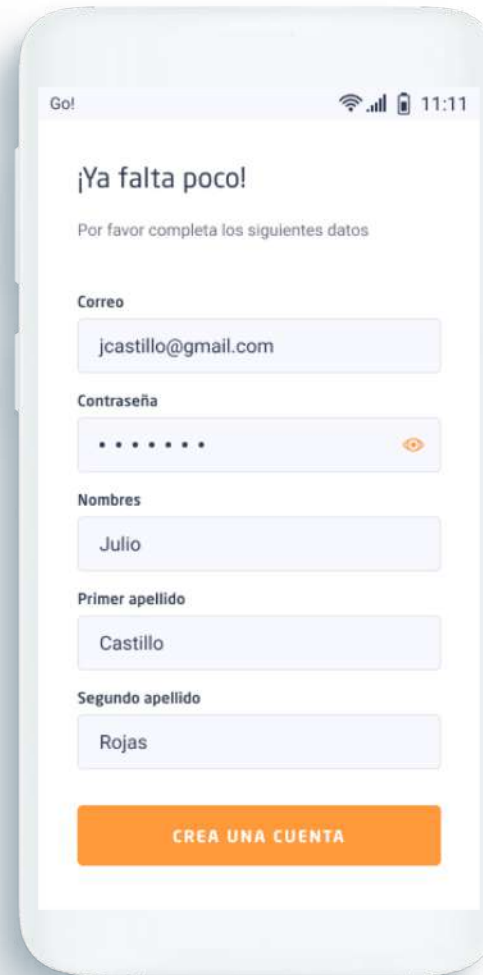 Go! 11:11
¡Ya falta poco!
Por favor completa los siguientes datos
Correo
jcastillo@gmail.com
Contraseña
•••••••
Nombres
Julio
Primer apellido
Castillo
Segundo apellido
Rojas
CREA UNA CUENTA